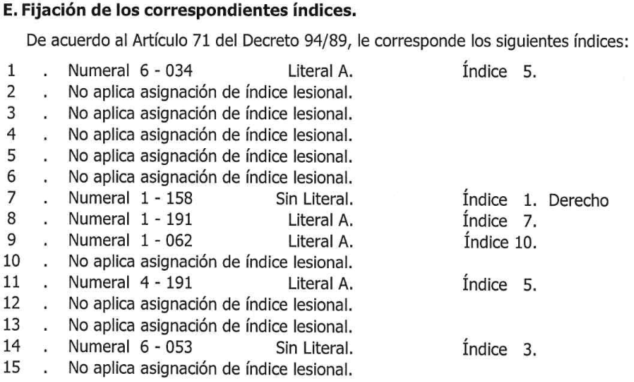 E. Fijación de los correspondientes índices.
De acuerdo al Artículo 71 del Decreto 94/89, le corresponde los siguientes índices:
1 . Numeral 6 - 034 Literal A. Índice 5.
2 . No aplica asignación de índice lesional.
3 . No aplica asignación de índice lesional.
4 . No aplica asignación de índice lesional.
5 . No aplica asignación de índice lesional.
6 . No aplica asignación de índice lesional.
7 . Numeral 1 - 158 Sin Literal. Índice 1. Derecho
8 . Numeral 1 - 191 Literal A. Índice 7.
9 . Numeral 1 - 062 Literal A. Índice 10.
10 . No aplica asignación de índice lesional.
11 . Numeral 4 - 191 Literal A. Índice 5.
12 . No aplica asignación de índice lesional.
13 . No aplica asignación de índice lesional.
14 . Numeral 6 - 053 Sin Literal. Índice 3.
15 . No aplica asignación de índice lesional.